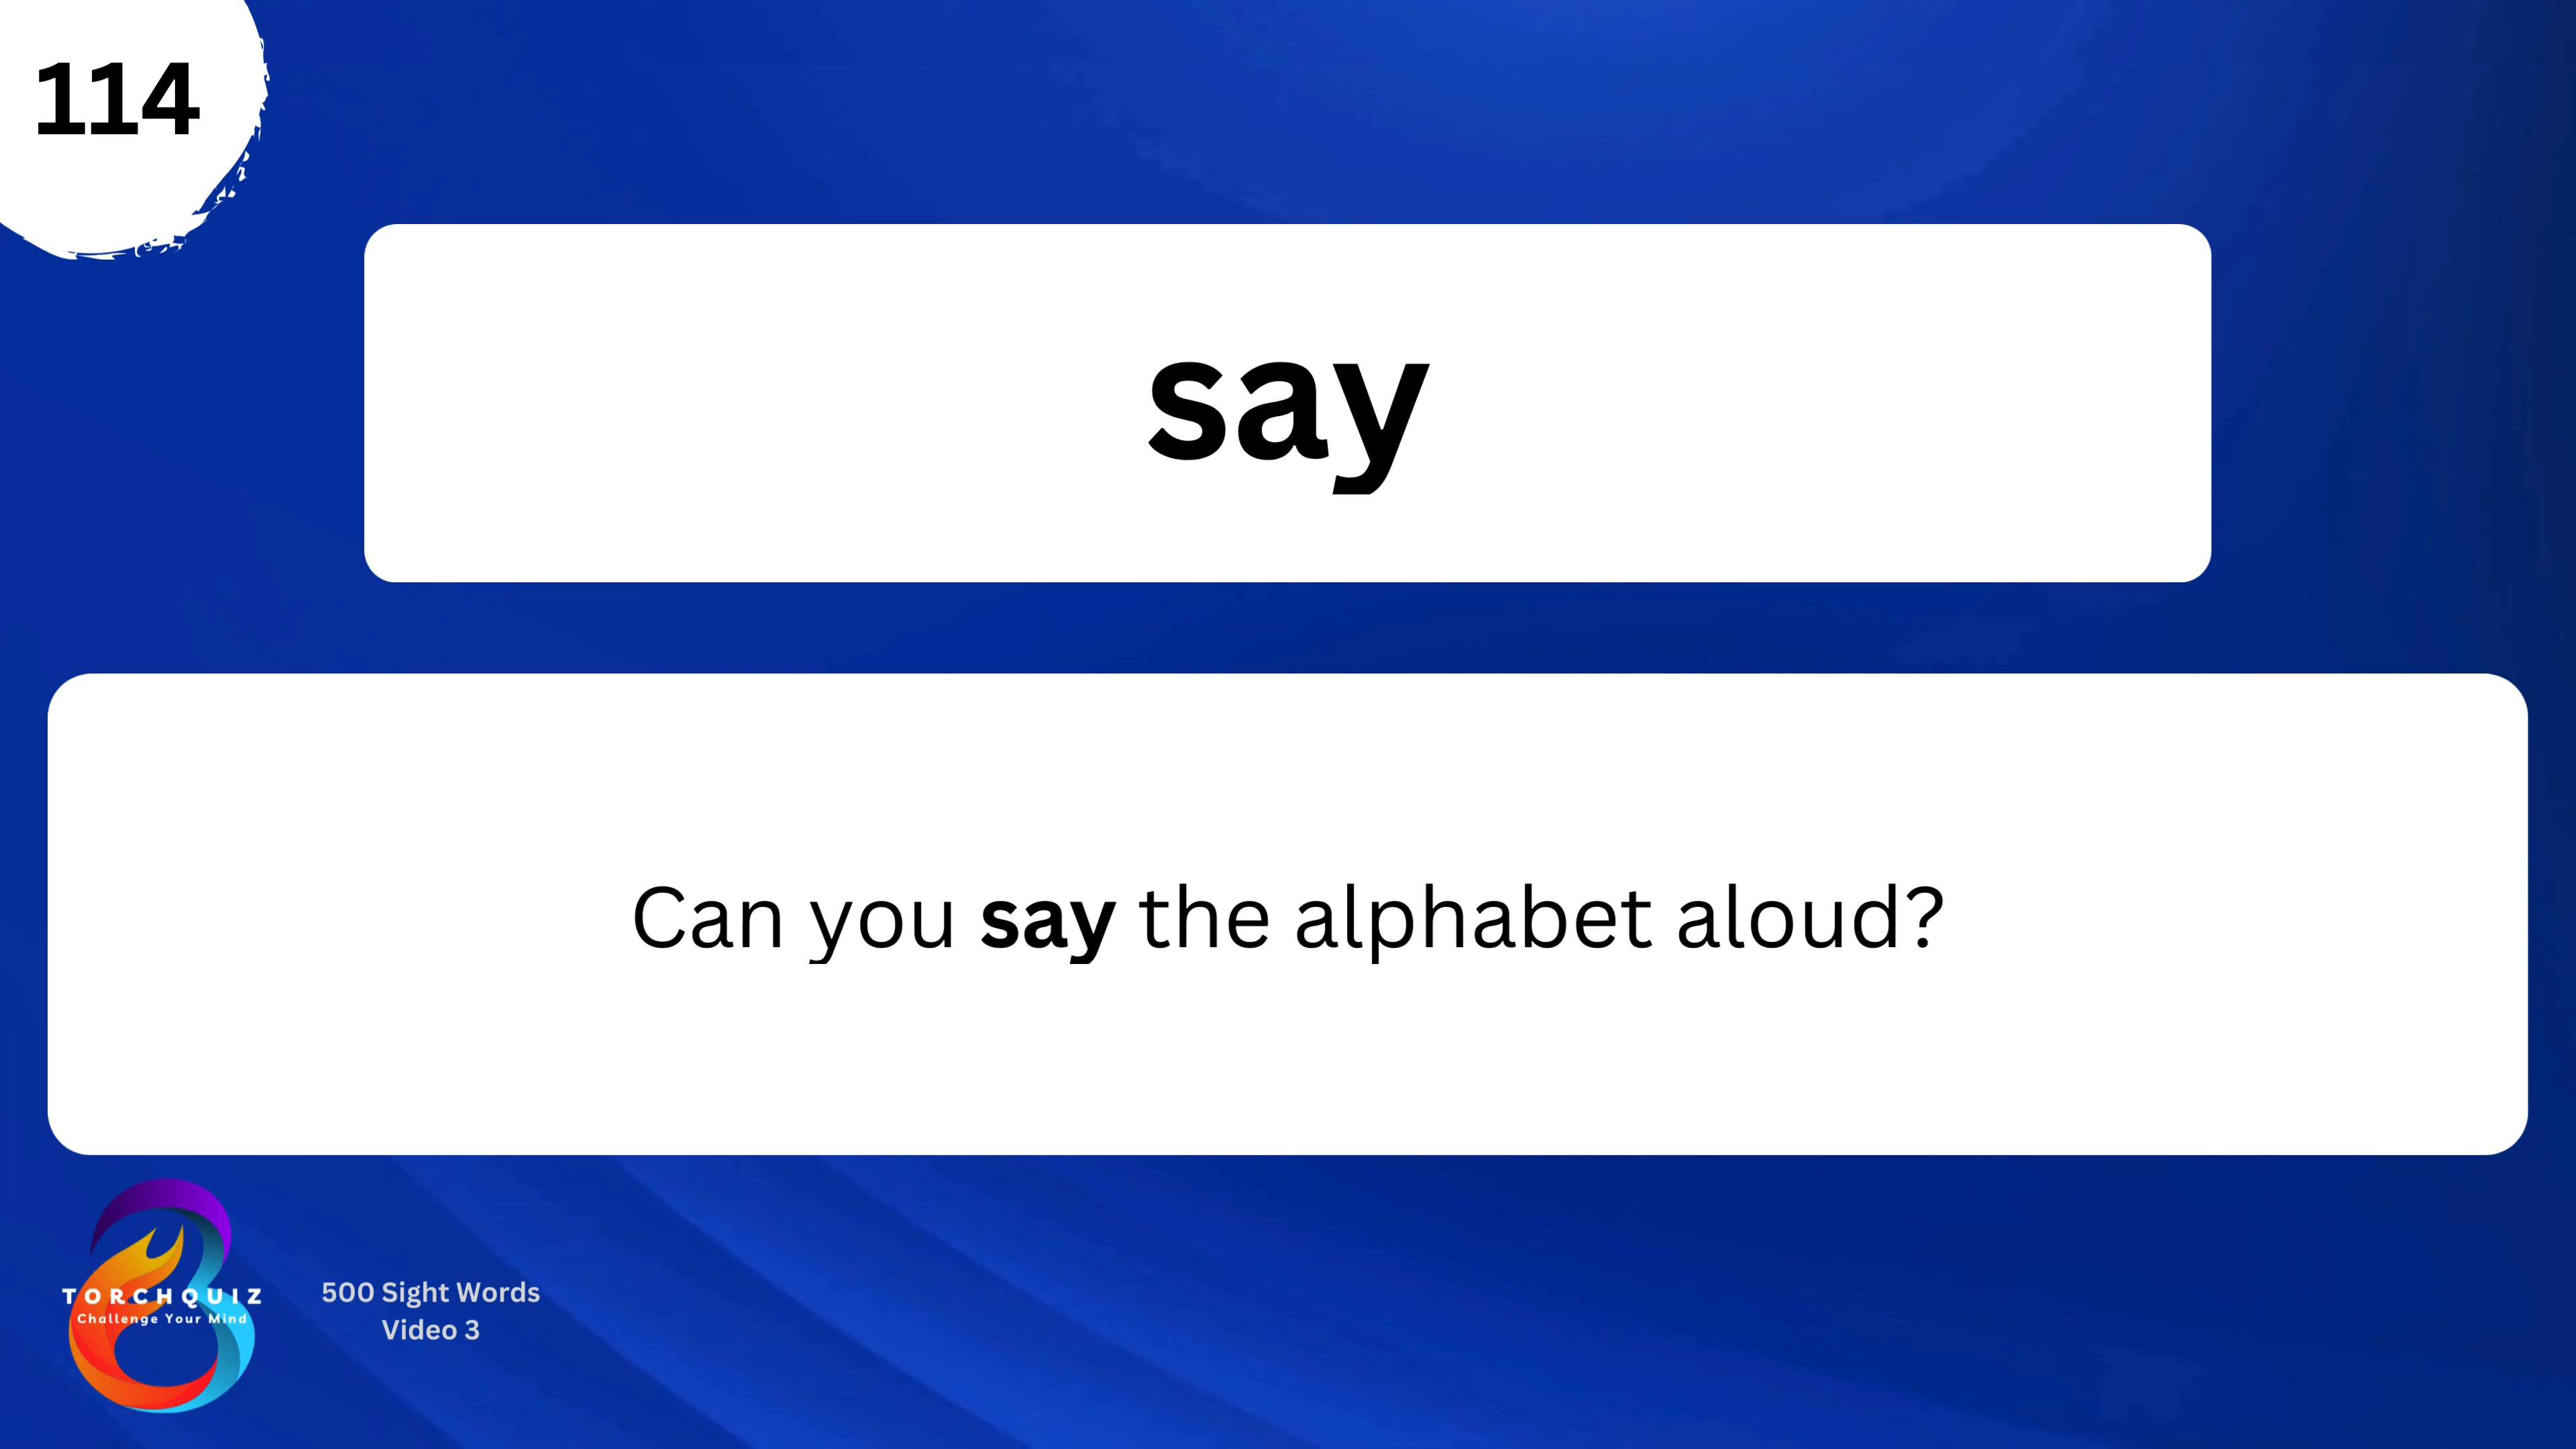 114
say
Can you say the alphabet aloud?
TORCHQUIZ
Challenge Your Mind
500 Sight Words
Video 3